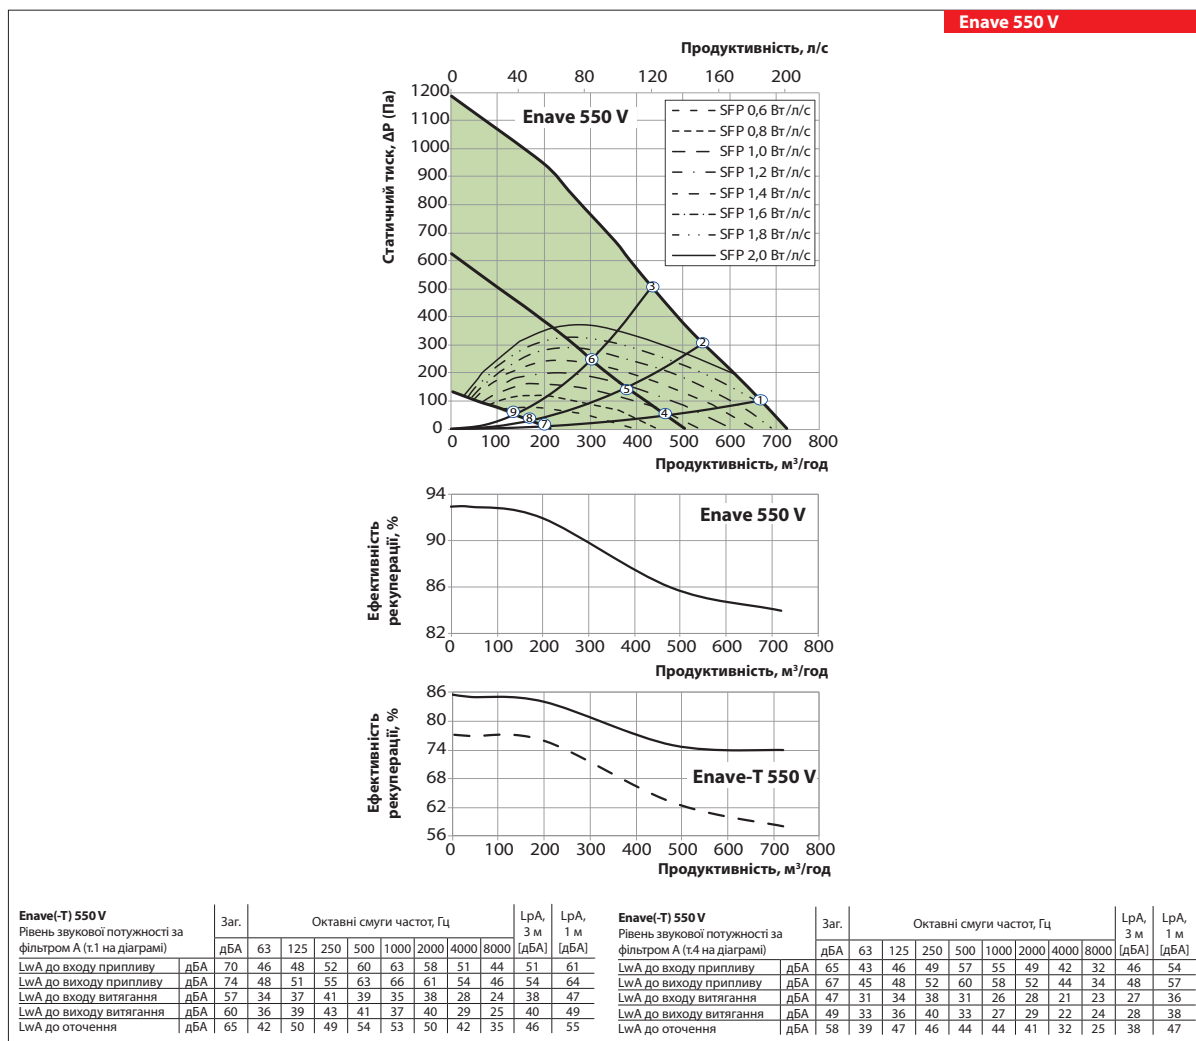 Enave 550 V
Продуктивність, л/с
0 40 80 120 160 200
Статичний тиск, ΔP (Па)
1200
1100
1000
900
800
700
600
500
400
300
200
100
0
Enave 550 V
SFP 0,6 Вт/л/с
SFP 0,8 Вт/л/с
SFP 1,0 Вт/л/с
SFP 1,2 Вт/л/с
SFP 1,4 Вт/л/с
SFP 1,6 Вт/л/с
SFP 1,8 Вт/л/с
SFP 2,0 Вт/л/с
3
2
6
5
1
9
8
7
4
0 100 200 300 400 500 600 700 800
Продуктивність, м³/год
Ефективність
рекуперації, %
94
90
86
82
Enave 550 V
0 100 200 300 400 500 600 700 800
Продуктивність, м³/год
Ефективність
рекуперації, %
86
80
74
68
62
56
Enave-T 550 V
0 100 200 300 400 500 600 700 800
Продуктивність, м³/год
Enave(-T) 550 V
Рівень звукової потужності за
фільтром А (т.1 на діаграмі)
Заг. Октавні смуги частот, Гц LpA, 3 м [дБА] LpA, 1 м [дБА]
дБА 63 125 250 500 1000 2000 4000 8000
LwA до входу припливу дБА 70 46 48 52 60 63 58 51 44 51 61
LwA до виходу припливу дБА 74 48 51 55 63 66 61 54 46 54 64
LwA до входу витягання дБА 57 34 37 41 39 35 38 28 24 38 47
LwA до виходу витягання дБА 60 36 39 43 41 37 40 29 25 40 49
LwA до оточення дБА 65 42 50 49 54 53 50 42 35 46 55
Enave(-T) 550 V
Рівень звукової потужності за
фільтром А (т.4 на діаграмі)
Заг. Октавні смуги частот, Гц LpA, 3 м [дБА] LpA, 1 м [дБА]
дБА 63 125 250 500 1000 2000 4000 8000
LwA до входу припливу дБА 65 43 46 49 57 55 49 42 32 46 54
LwA до виходу припливу дБА 67 45 48 52 60 58 52 44 34 48 57
LwA до входу витягання дБА 47 31 34 38 31 26 28 21 23 27 36
LwA до виходу витягання дБА 49 33 36 40 33 27 29 22 24 28 38
LwA до оточення дБА 58 39 47 46 44 44 41 32 25 38 47